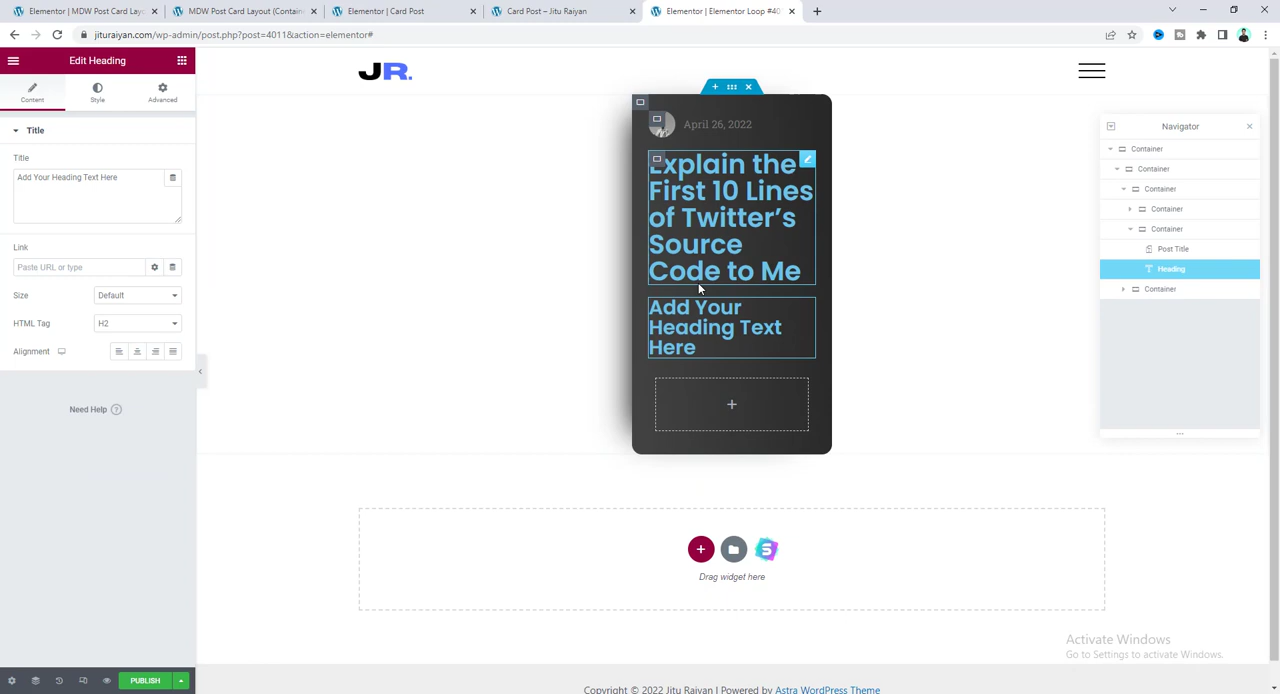 Elementor | MDW Post Card Layo
MDW Post Card Layout (Containe
Elementor | Card Post
Card Post – Jitu Raiyan
Elementor | Elementor Loop #40
jituraiyan.com/wp-admin/post.php?post=4011&action=elementor#
Edit Heading
Content
Style
Advanced
Title
Title
Add Your Heading Text Here
Link
Paste URL or type
Size
Default
HTML Tag
H2
Alignment
Need Help
PUBLISH
JR.
April 26, 2022
Explain the
First 10 Lines
of Twitter’s
Source
Code to Me
Add Your
Heading Text
Here
Drag widget here
Navigator
Container
Container
Container
Container
Container
Post Title
Heading
Container
Activate Windows
Go to Settings to activate Windows.
Copyright © 2022 Jitu Raiyan | Powered by Astra WordPress Theme